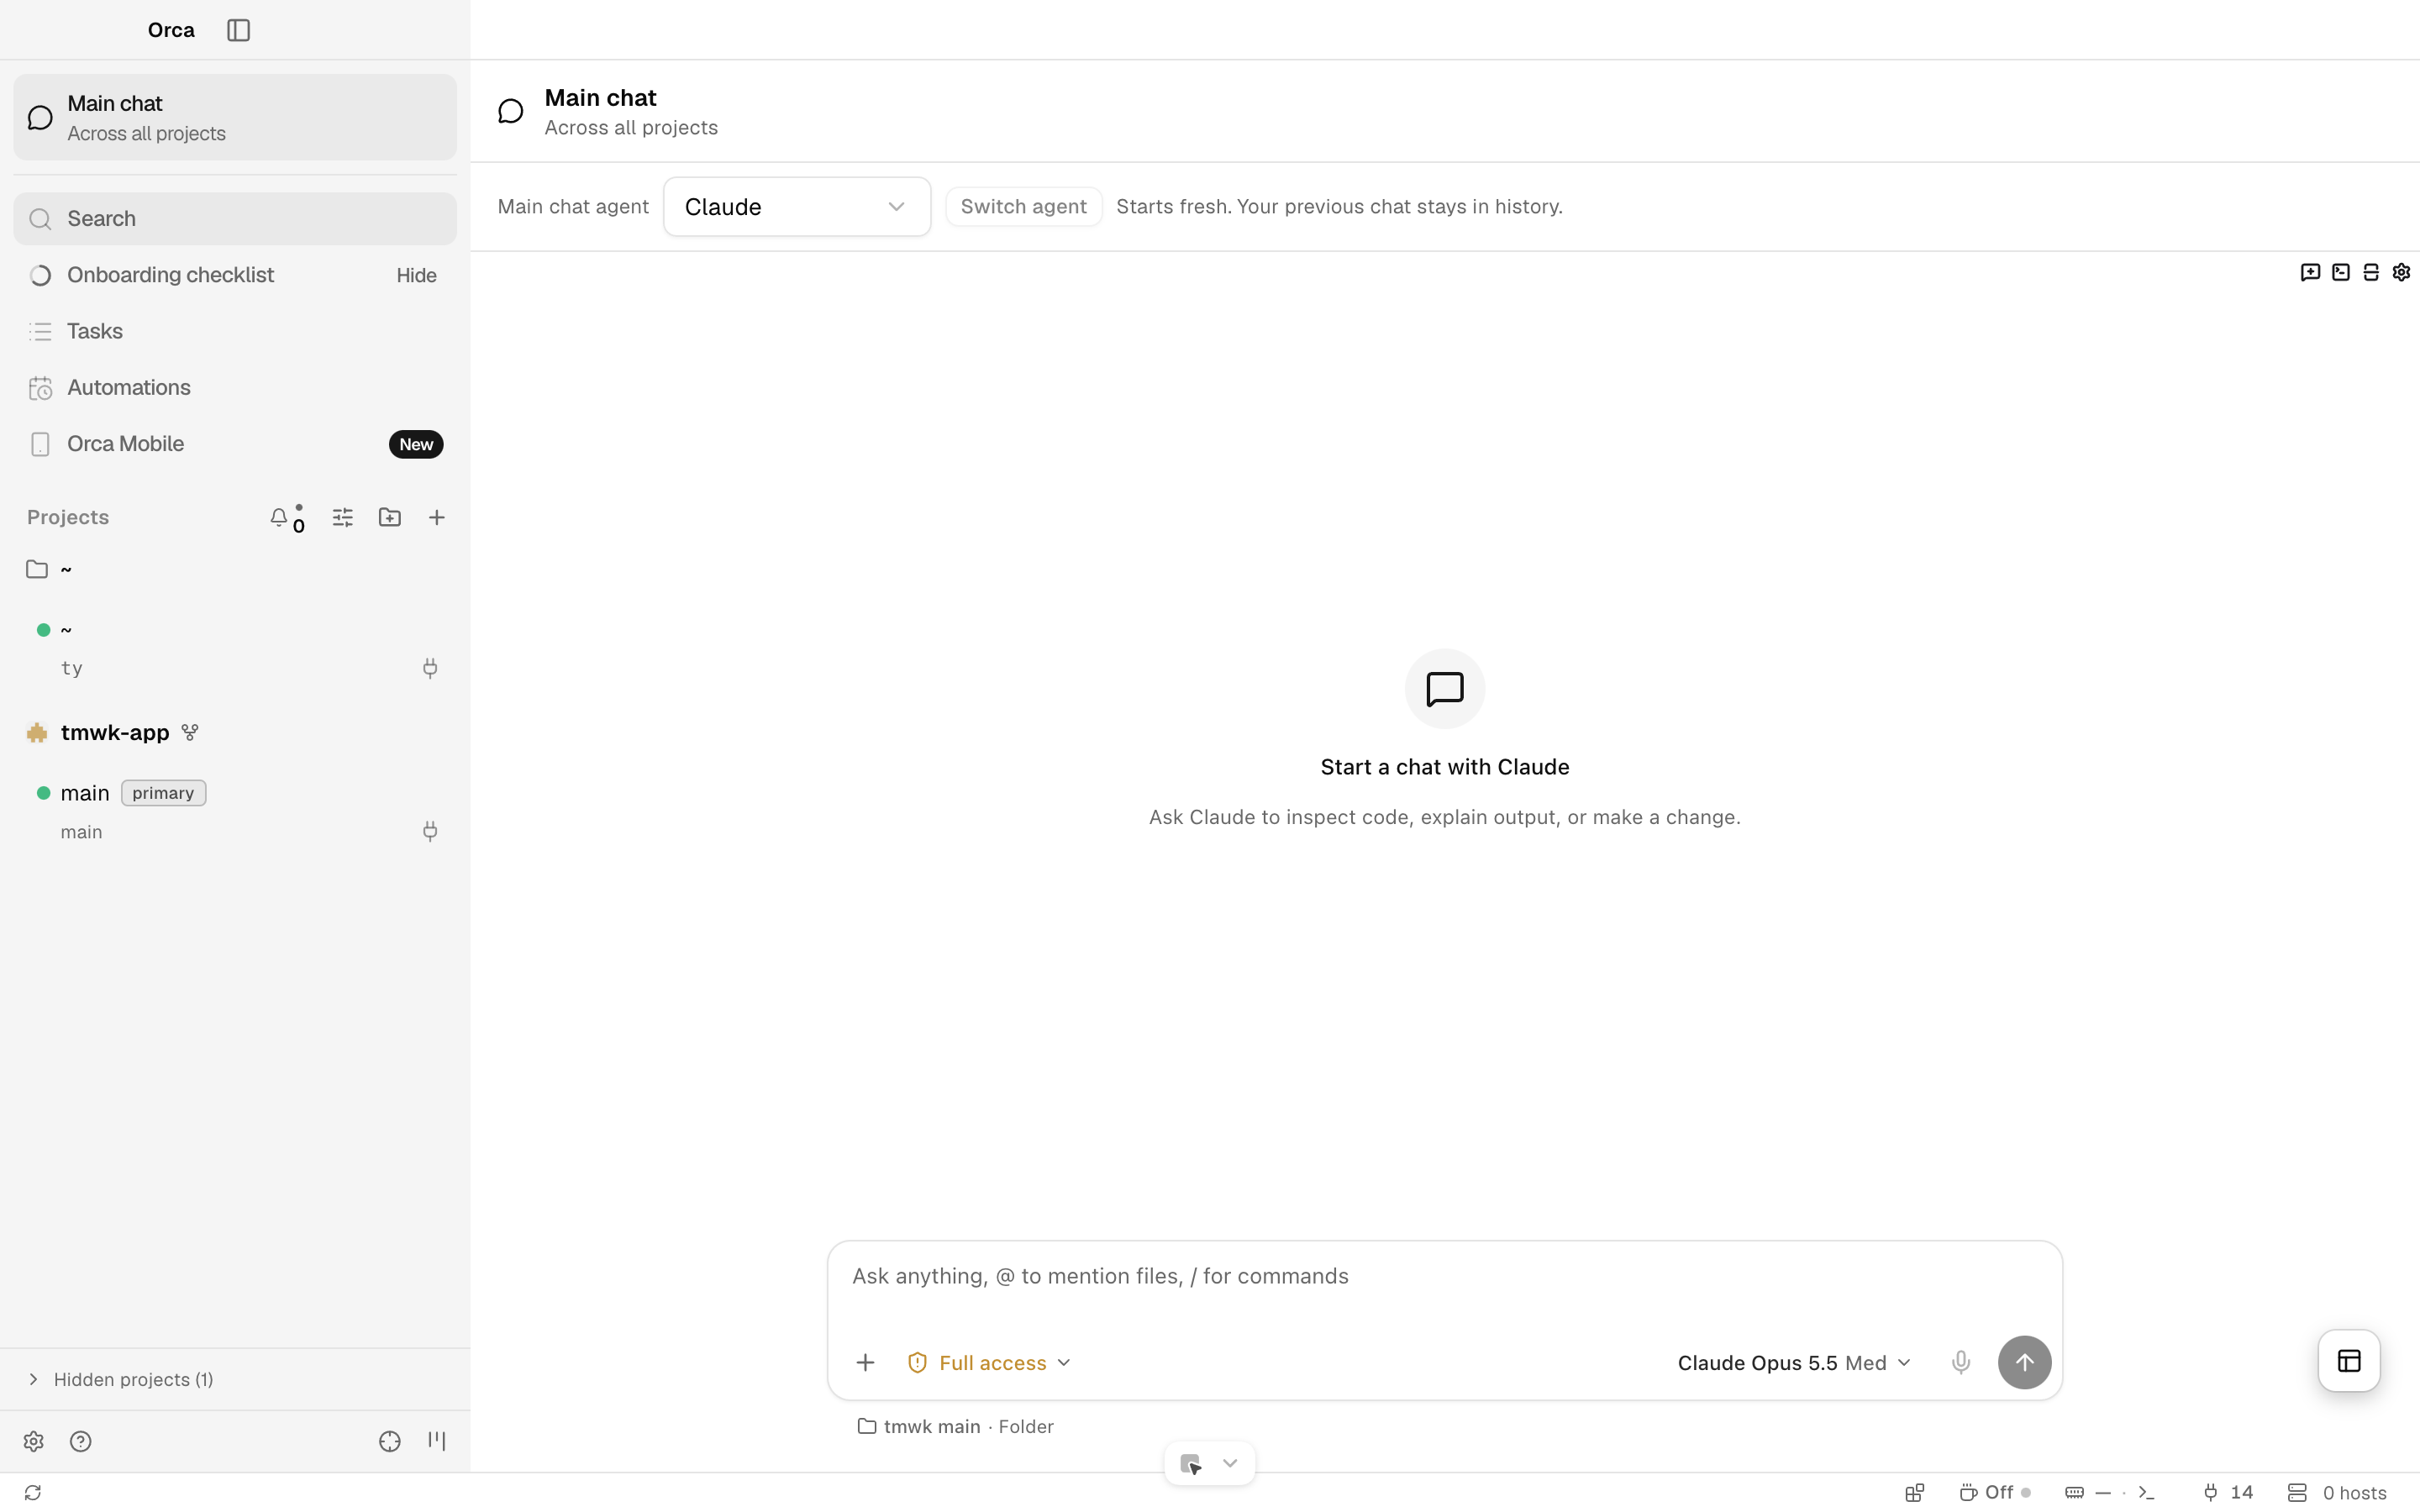 Orca
Main chat
Across all projects
Search
Onboarding checklist Hide
Tasks
Automations
Orca Mobile New
Projects 0
~
~
ty
tmwk-app
main primary
main
Hidden projects (1)
Main chat
Across all projects
Main chat agent Claude Switch agent Starts fresh. Your previous chat stays in history.
Start a chat with Claude
Ask Claude to inspect code, explain output, or make a change.
Ask anything, @ to mention files, / for commands
Full access Claude Opus 5.5 Med
tmwk main · Folder
Off — · 14 0 hosts